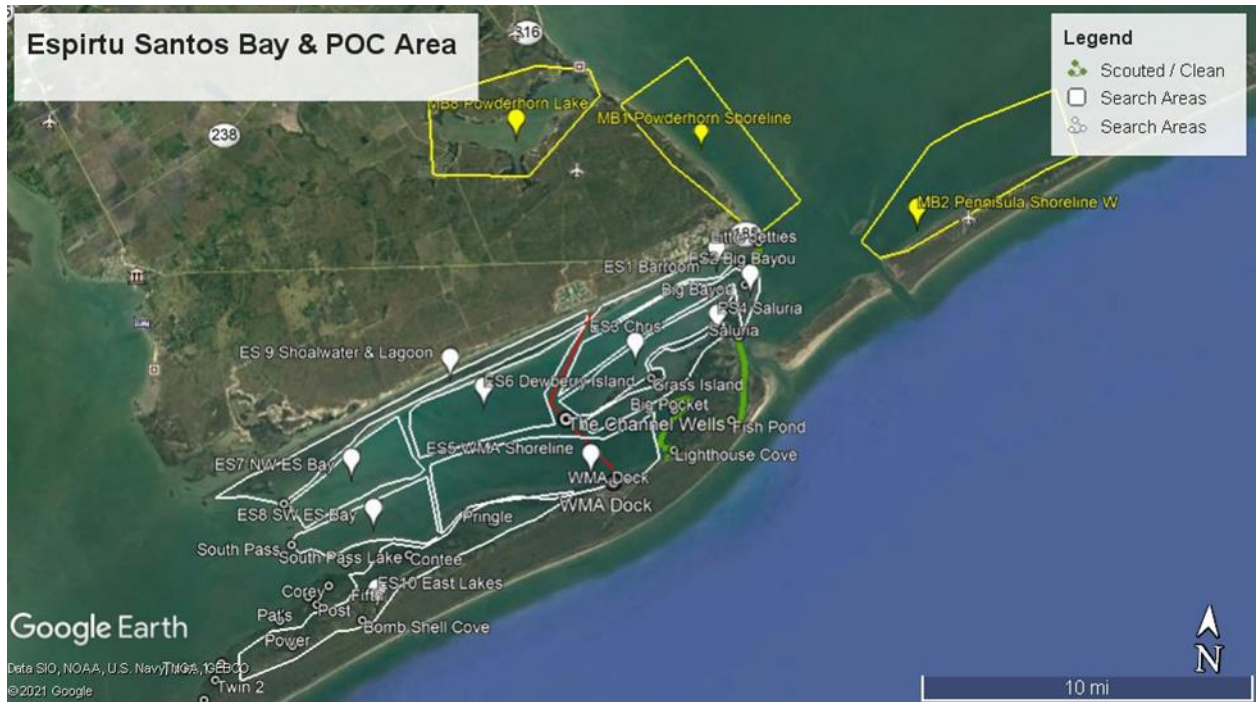 Espirtu Santos Bay & POC Area
Legend
Scouted / Clean
Search Areas
Search Areas
316
238
185
MB8 Powderhorn Lake
MB1 Powderhorn Shoreline
MB2 Pennisula Shoreline W
Little Jetties
ES2 Big Bayou
ES1 Barroom
Big Bayou
ES4 Saluria
Saluria
ES3 Chris
ES 9 Shoalwater & Lagoon
ES6 Dewberry Island
Grass Island
Big Pocket
The Channel Wells
Fish Pond
ES5 WMA Shoreline
Lighthouse Cove
ES7 NW ES Bay
WMA Dock
WMA Dock
ES8 SW ES Bay
Pringle
South Pass
South Pass Lake
Contee
ES10 East Lakes
Corey
Fifth
Post
Pat's
Bomb Shell Cove
Power
Twin 2
Google Earth
Data SIO, NOAA, U.S. Navy, NGA, GEBCO
©2021 Google
N
10 mi